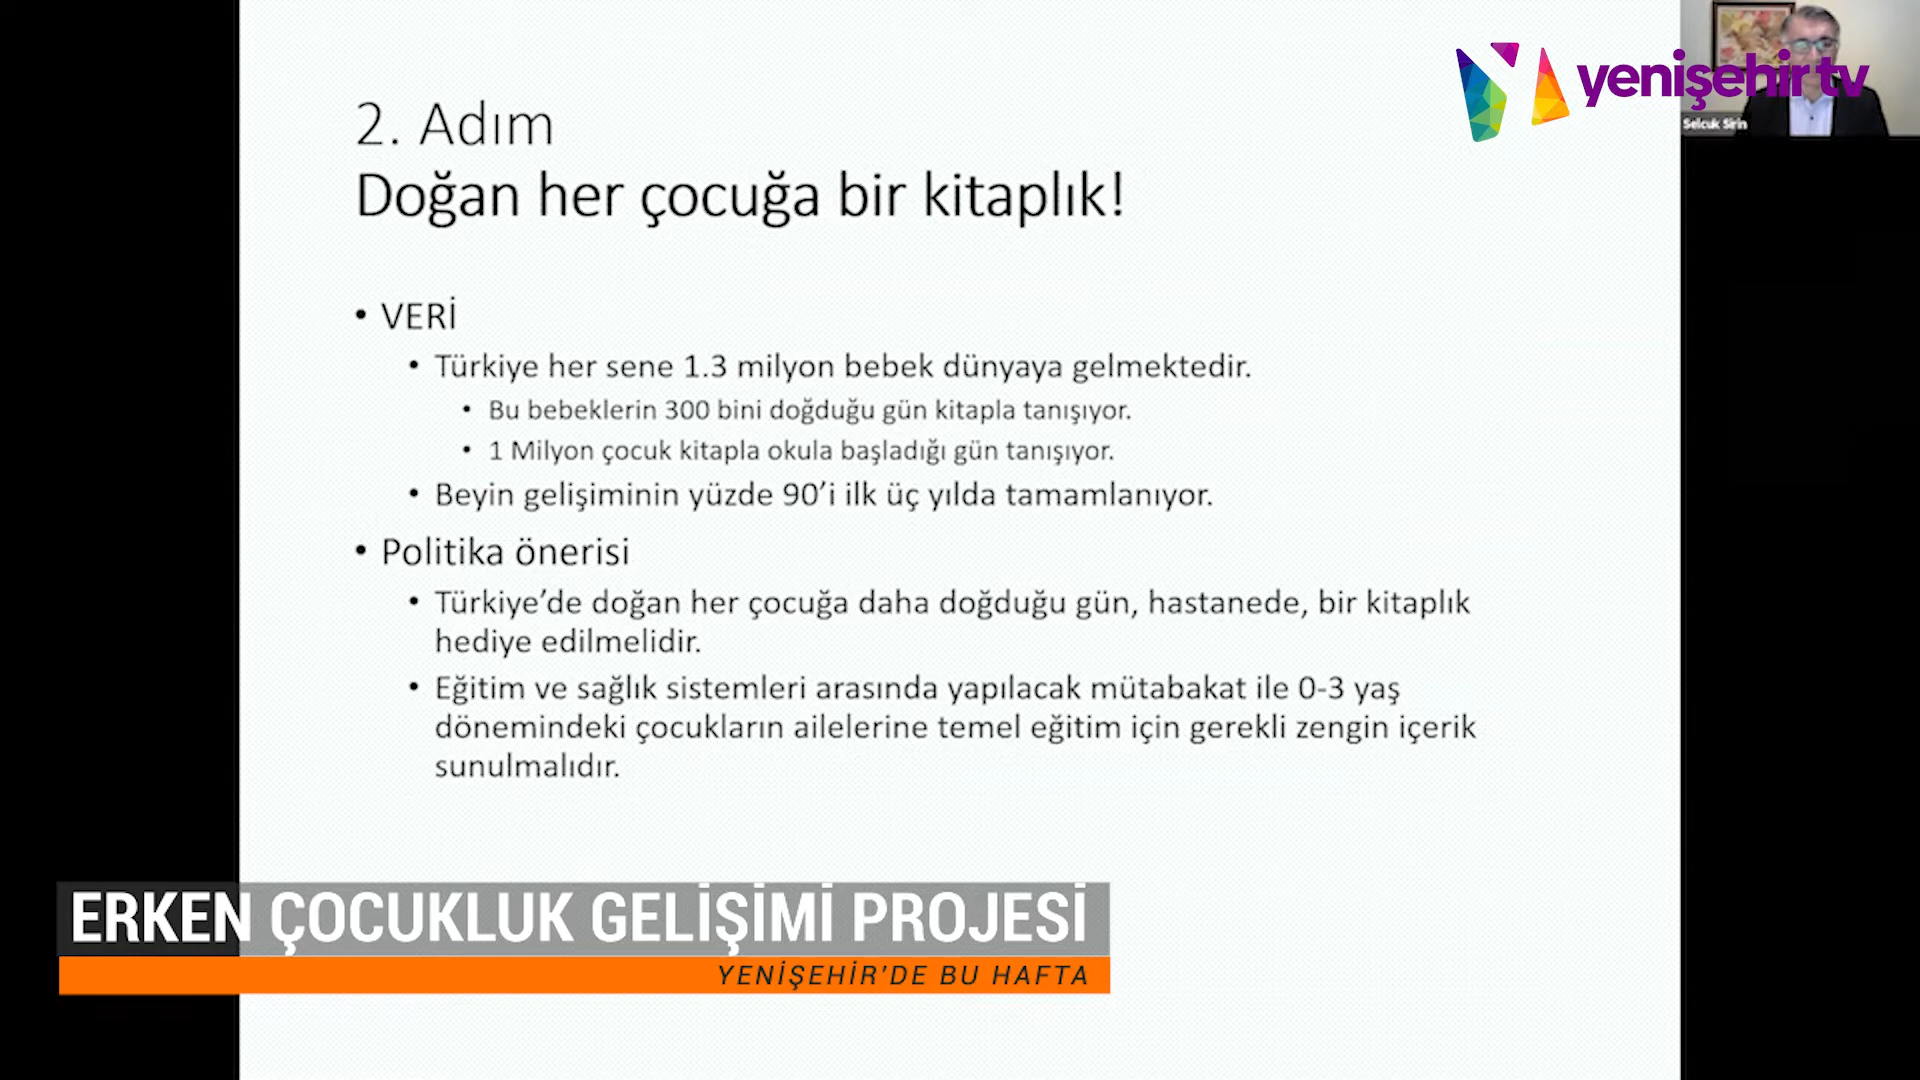 yenişehirtv
Selcuk Sirin
2. Adım
Doğan her çocuğa bir kitaplık!
• VERİ
• Türkiye her sene 1.3 milyon bebek dünyaya gelmektedir.
• Bu bebeklerin 300 bini doğduğu gün kitapla tanışıyor.
• 1 Milyon çocuk kitapla okula başladığı gün tanışıyor.
• Beyin gelişiminin yüzde 90’i ilk üç yılda tamamlanıyor.
• Politika önerisi
• Türkiye’de doğan her çocuğa daha doğduğu gün, hastanede, bir kitaplık
hediye edilmelidir.
• Eğitim ve sağlık sistemleri arasında yapılacak mütabakat ile 0-3 yaş
dönemindeki çocukların ailelerine temel eğitim için gerekli zengin içerik
sunulmalıdır.
ERKEN ÇOCUKLUK GELİŞİMİ PROJESİ
YENİŞEHİR'DE BU HAFTA